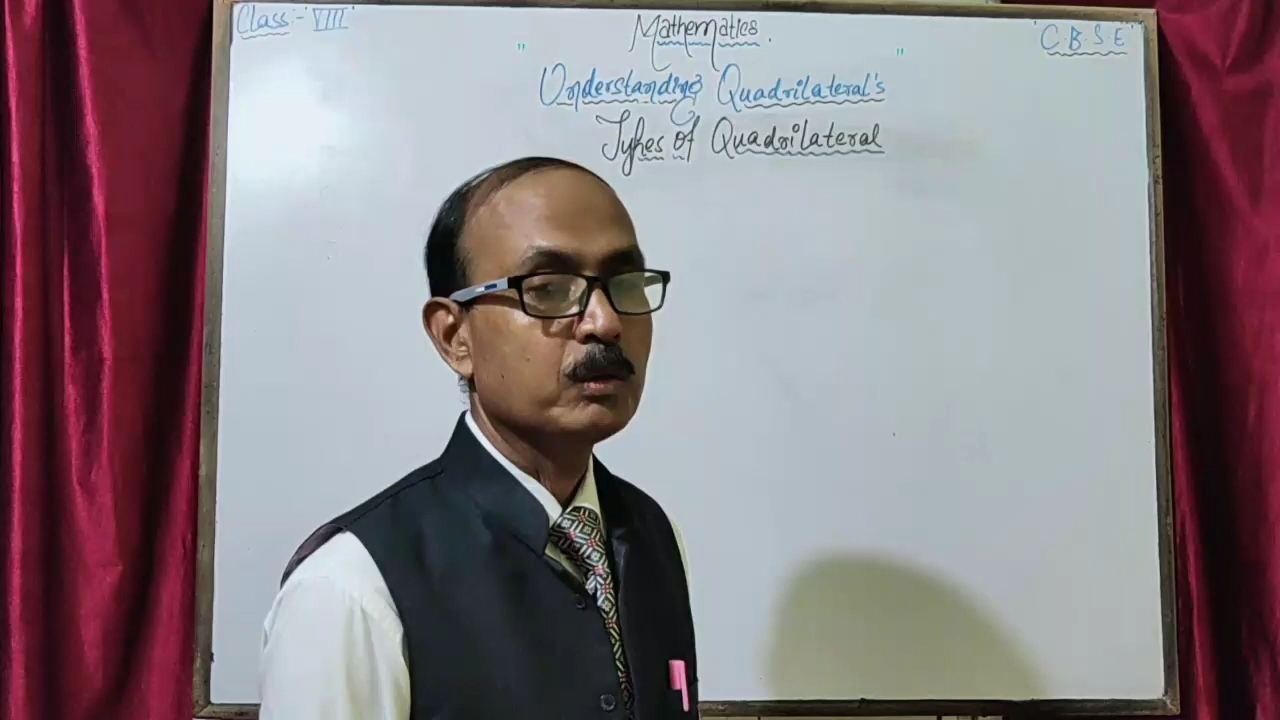 Class:- 'VIII'
Mathematics.
'C.B.S.E'
" "
Understanding Quadrilateral's
Types of Quadrilateral